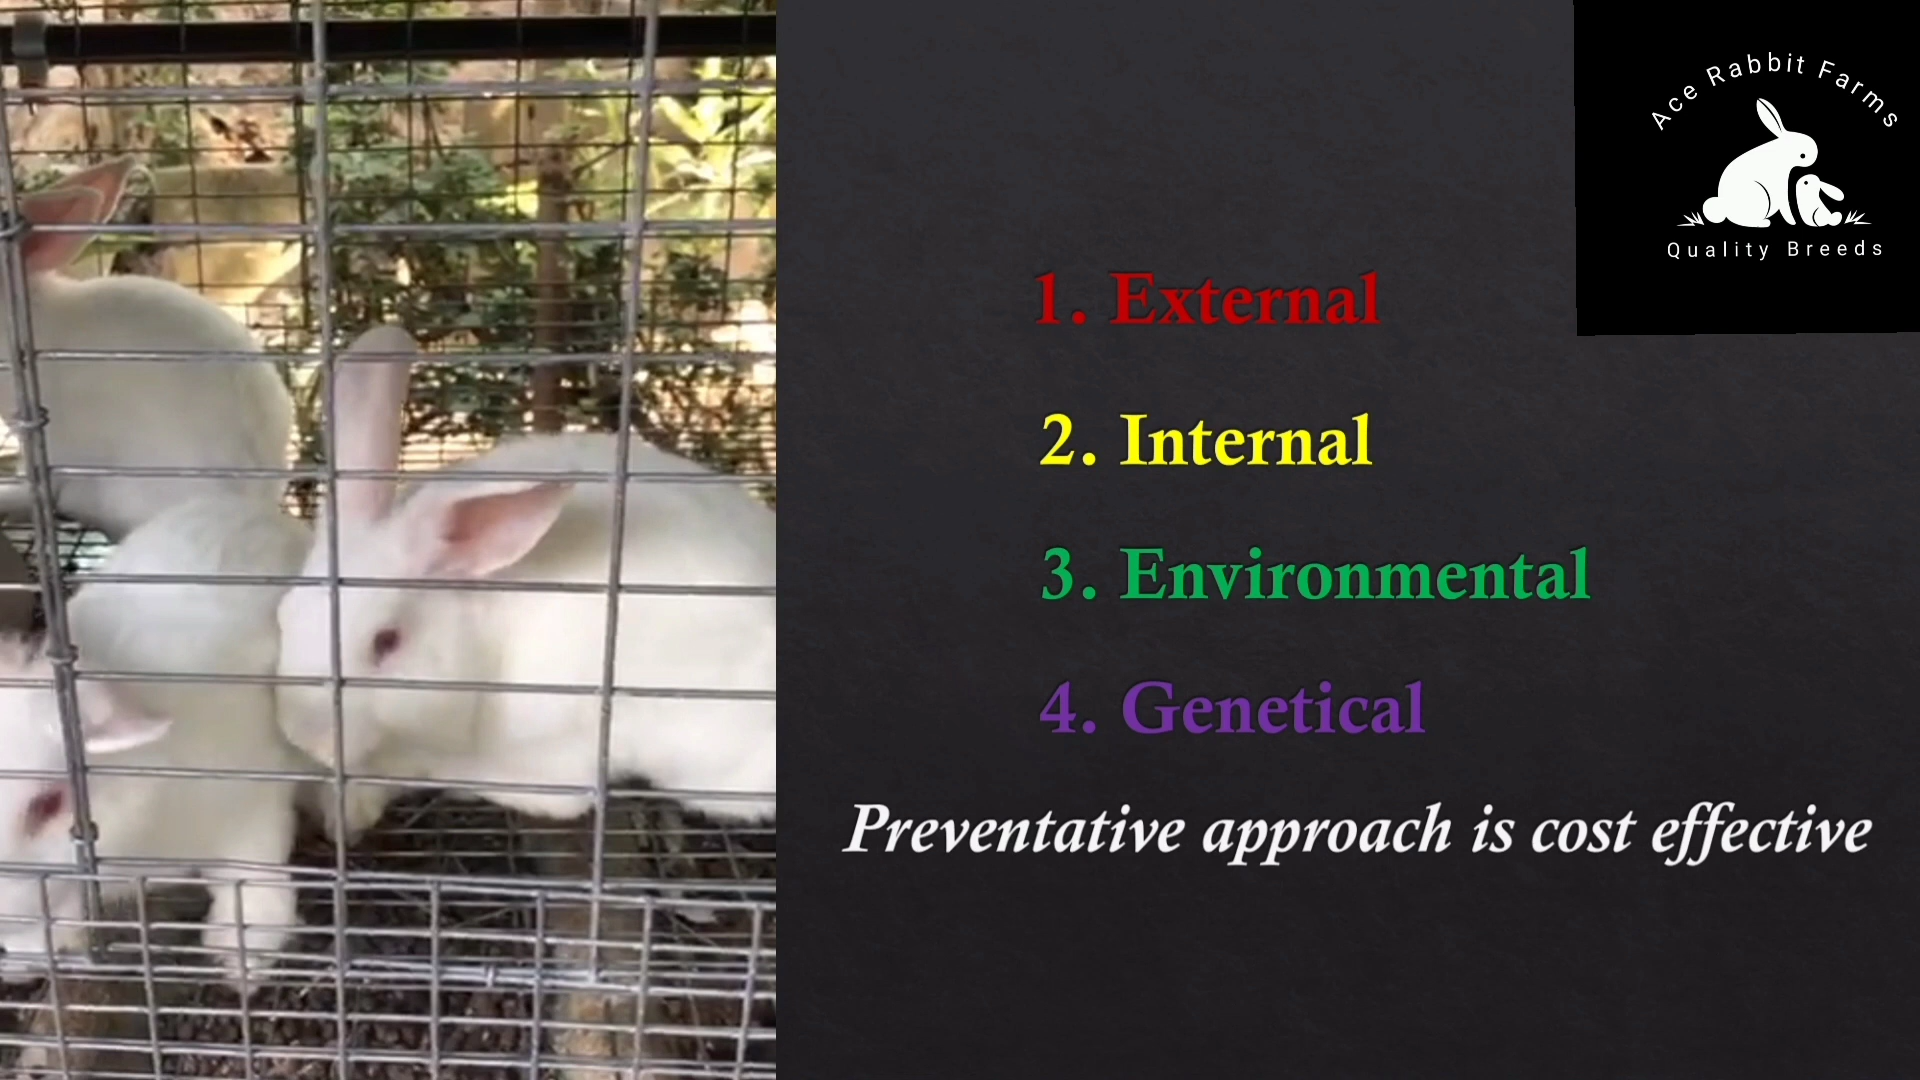 Ace Rabbit Farms
Quality Breeds
1. External
2. Internal
3. Environmental
4. Genetical
Preventative approach is cost effective